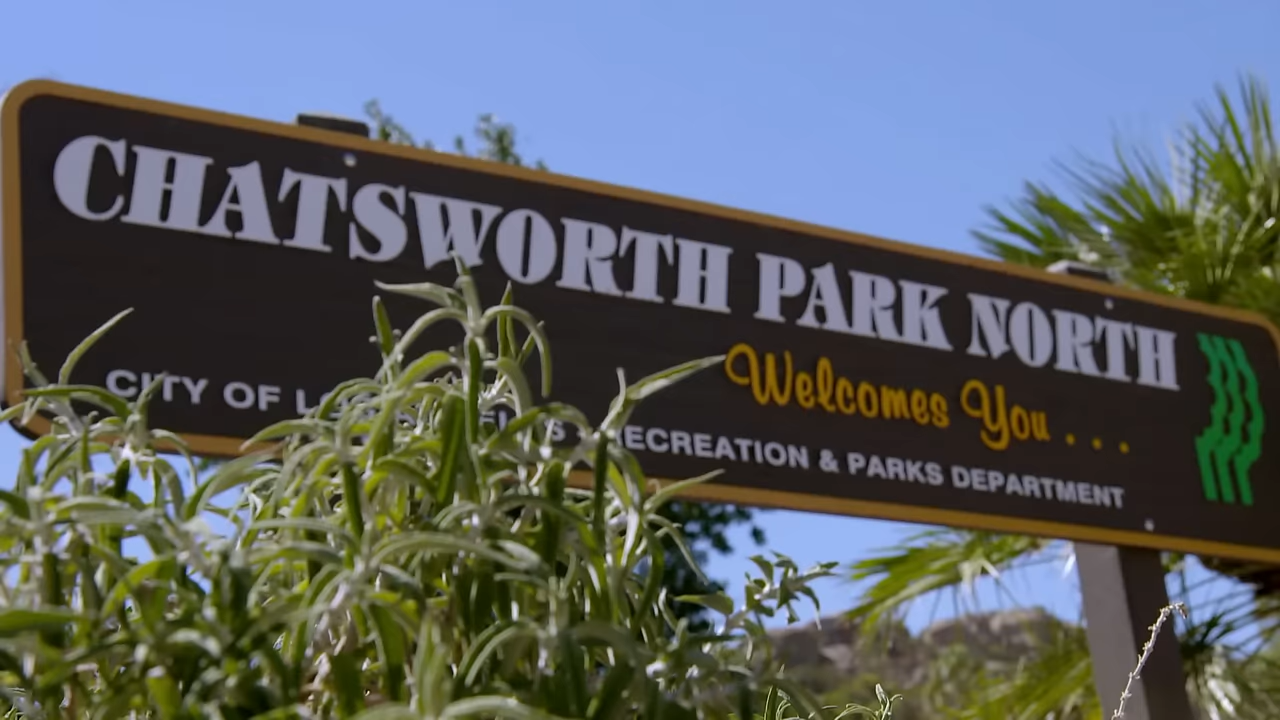 CHATSWORTH PARK NORTH
Welcomes You...
CITY OF RECREATION & PARKS DEPARTMENT